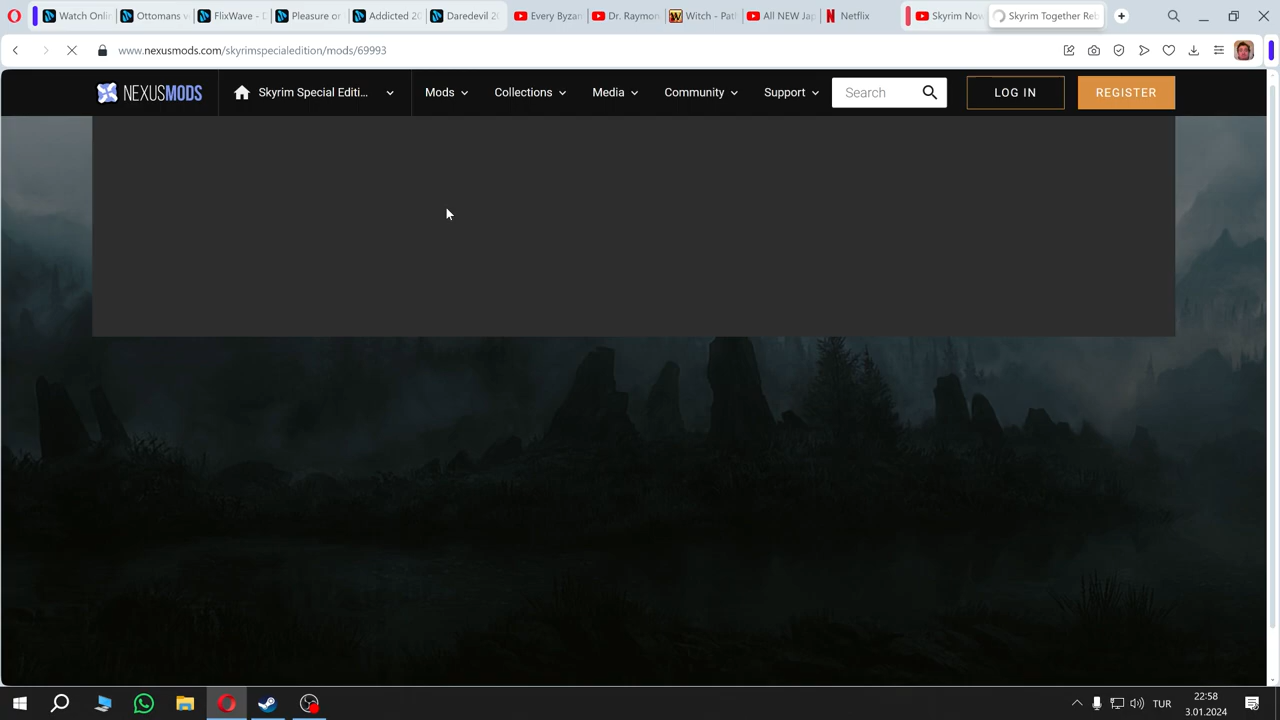 Watch Onli
Ottomans v
FlixWave - D
Pleasure or
Addicted 20
Daredevil 20
Every Byzan
Dr. Raymon
Witch - Path
All NEW Jap
Netflix
Skyrim Now
Skyrim Together Reb
www.nexusmods.com/skyrimspecialedition/mods/69993
NEXUSMODS
Skyrim Special Editi...
Mods
Collections
Media
Community
Support
Search
LOG IN
REGISTER
TUR
22:58
3.01.2024